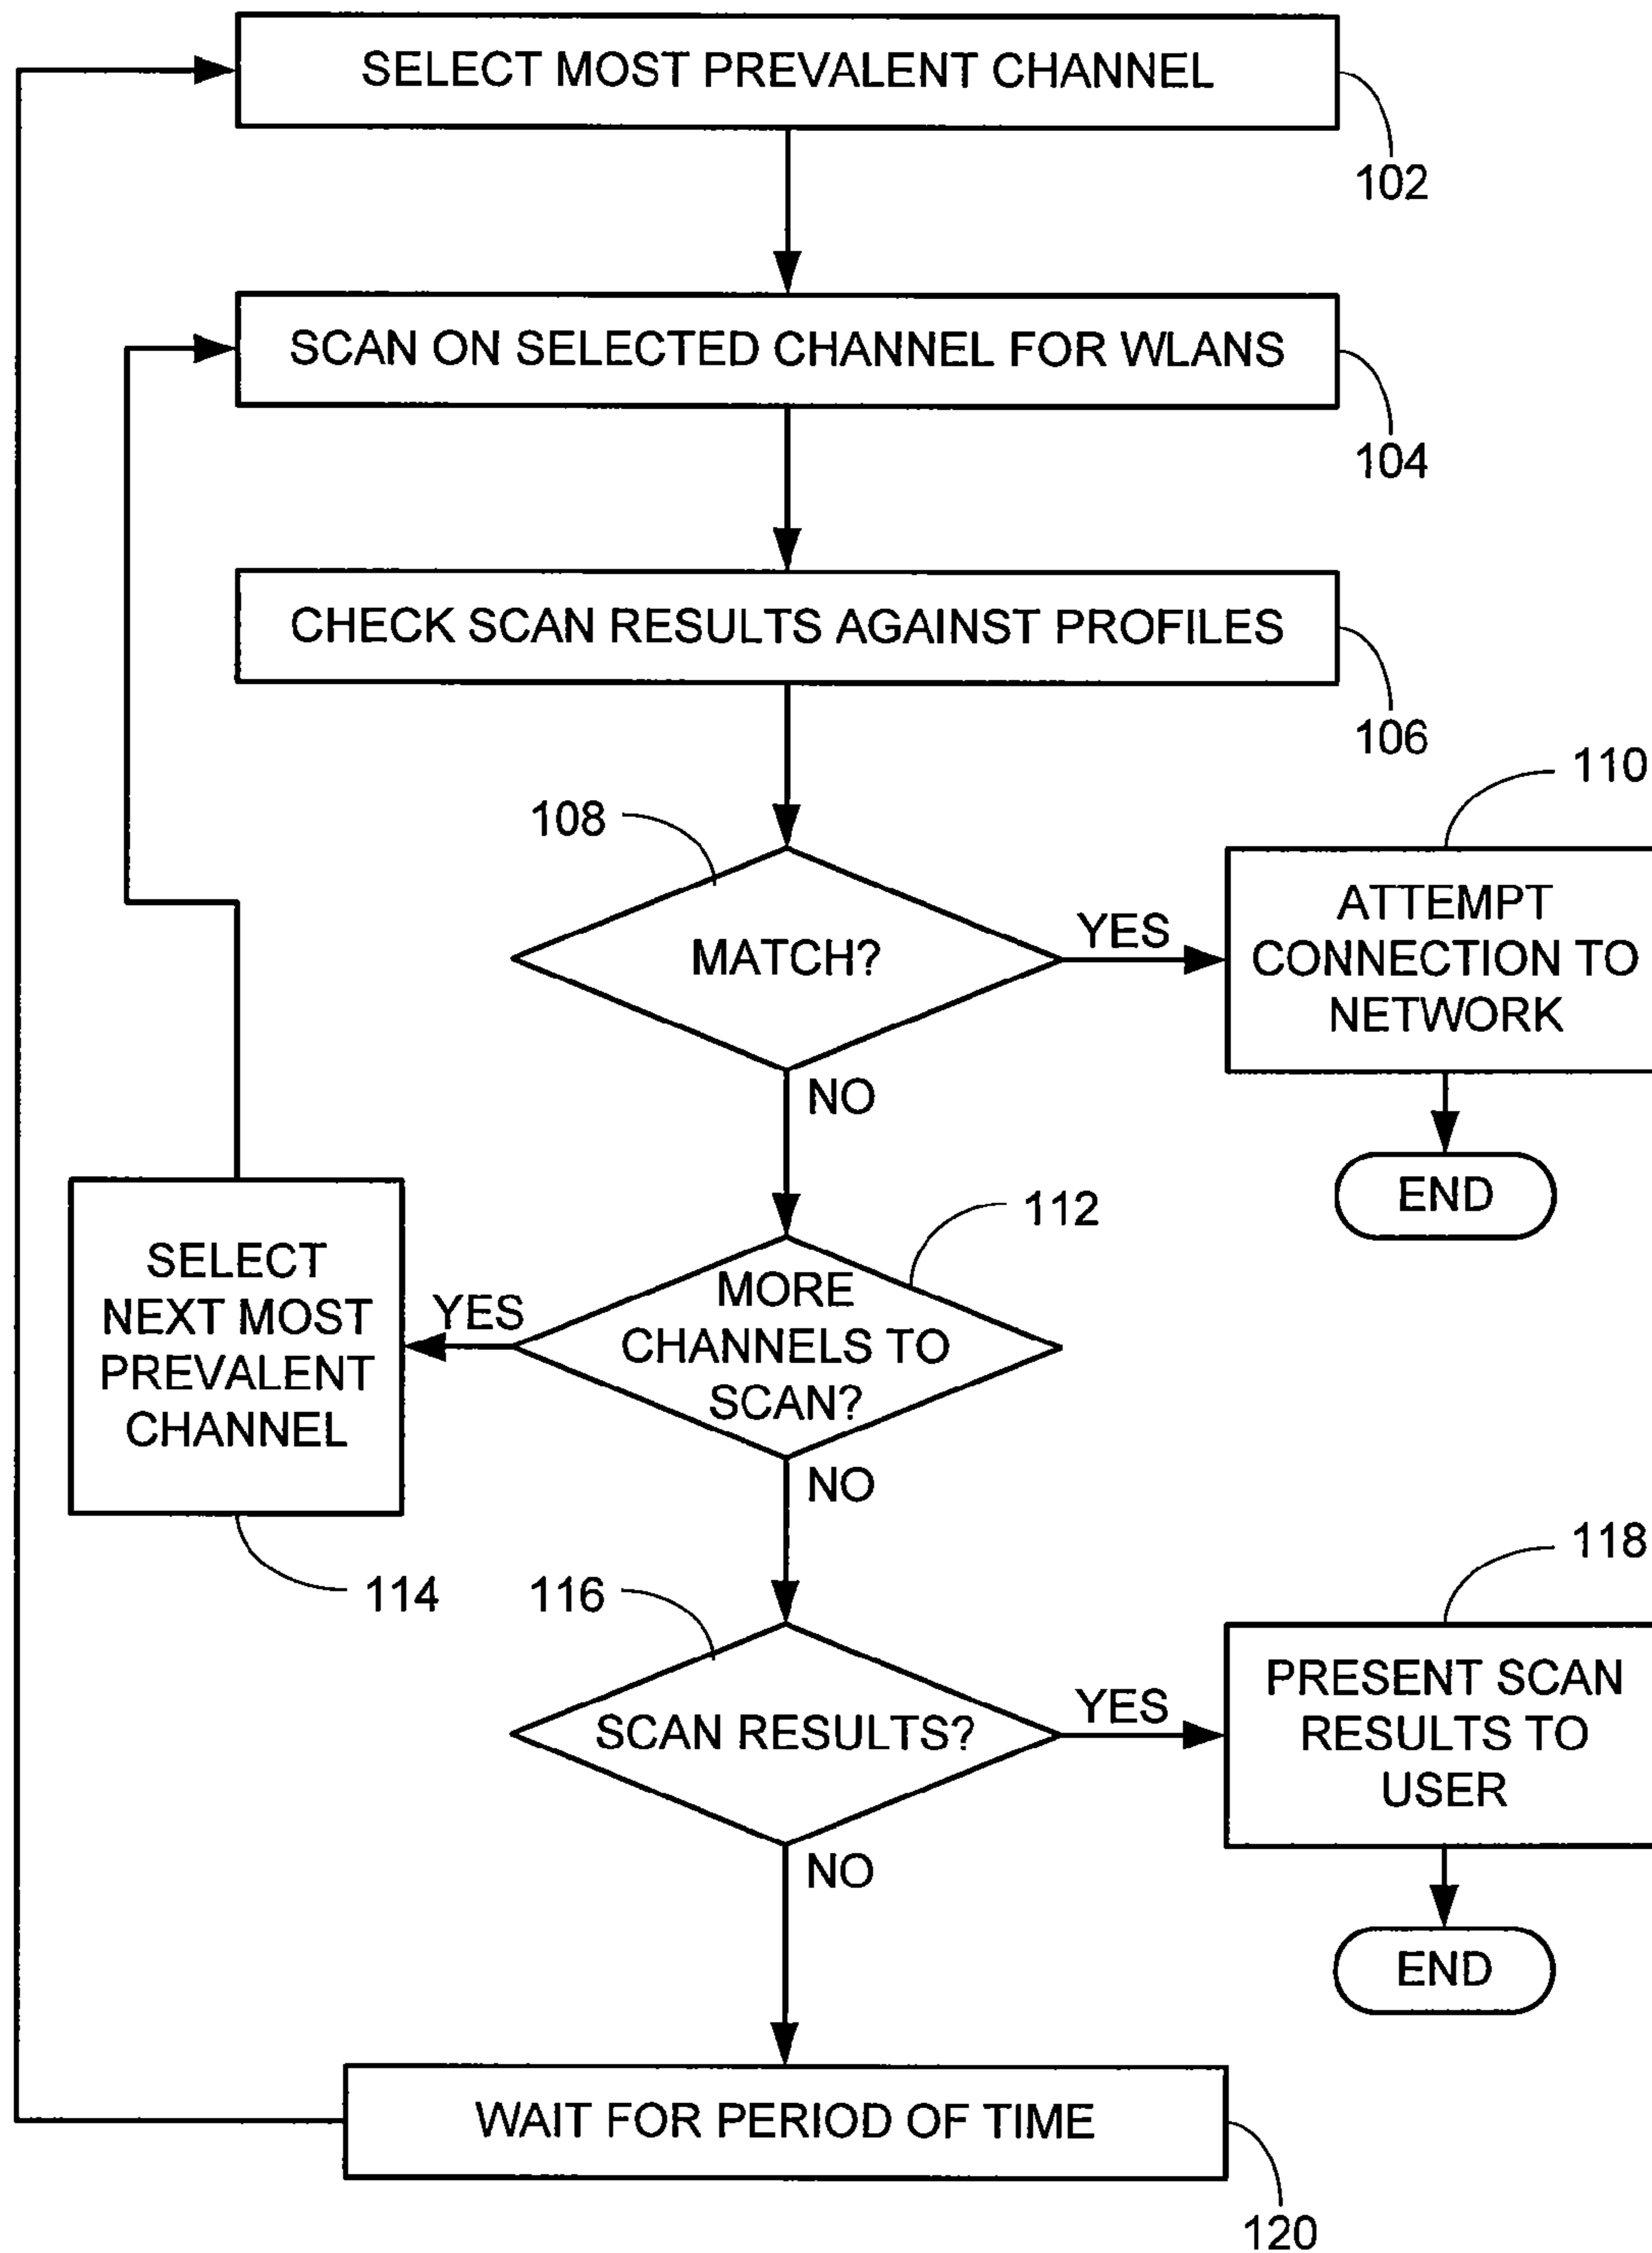 SELECT MOST PREVALENT CHANNEL
102
SCAN ON SELECTED CHANNEL FOR WLANS
104
CHECK SCAN RESULTS AGAINST PROFILES
106
108
MATCH?
YES
NO
110
ATTEMPT
CONNECTION TO
NETWORK
END
112
MORE
CHANNELS TO
SCAN?
YES
NO
SELECT
NEXT MOST
PREVALENT
CHANNEL
114
116
SCAN RESULTS?
YES
NO
118
PRESENT SCAN
RESULTS TO
USER
END
WAIT FOR PERIOD OF TIME
120